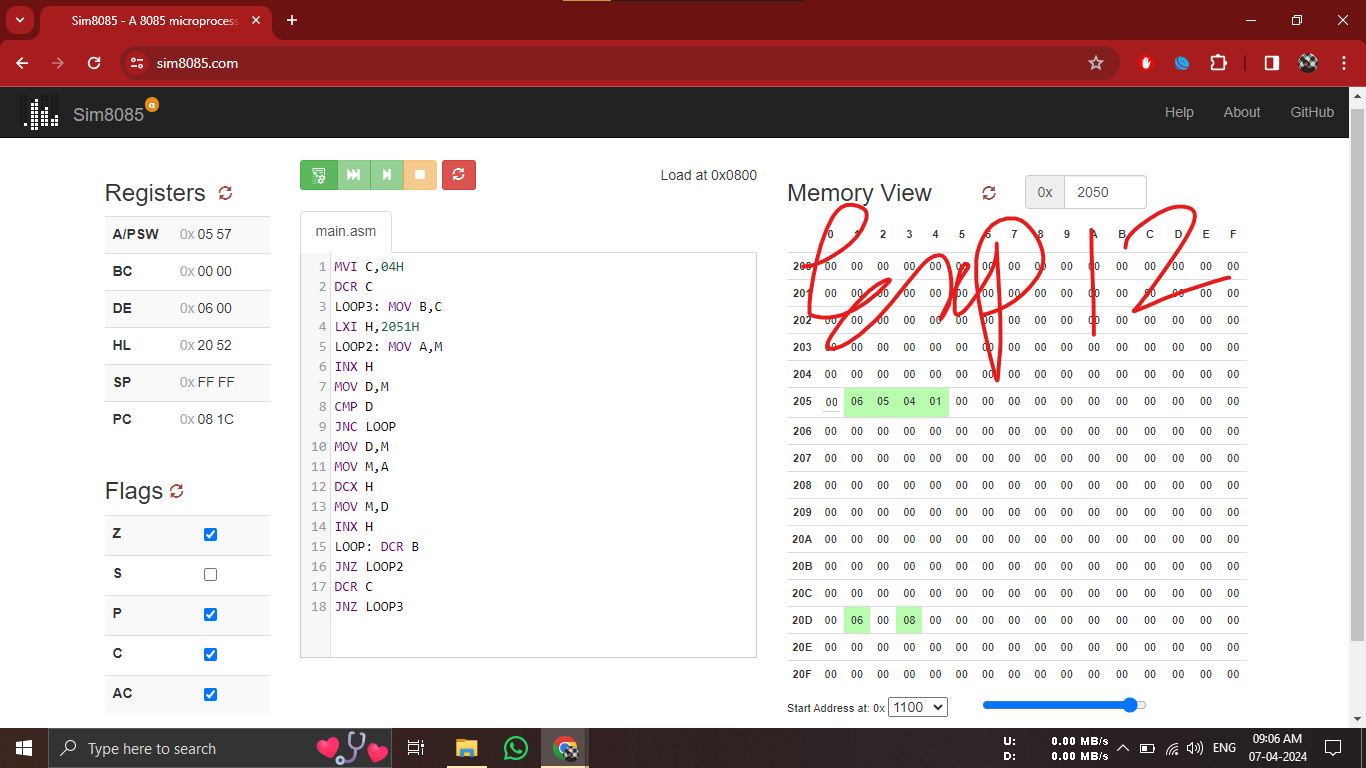 Sim8085 - A 8085 microprocess
sim8085.com
Sim8085 α
Help About GitHub
Registers
A/PSW 0x 05 57
BC 0x 00 00
DE 0x 06 00
HL 0x 20 52
SP 0x FF FF
PC 0x 08 1C
Flags
Z
S
P
C
AC
Load at 0x0800
main.asm
1 MVI C,04H
2 DCR C
3 LOOP3: MOV B,C
4 LXI H,2051H
5 LOOP2: MOV A,M
6 INX H
7 MOV D,M
8 CMP D
9 JNC LOOP
10 MOV D,M
11 MOV M,A
12 DCX H
13 MOV M,D
14 INX H
15 LOOP: DCR B
16 JNZ LOOP2
17 DCR C
18 JNZ LOOP3
Memory View 0x 2050
12
0 1 2 3 4 5 6 7 8 9 A B C D E F
200 00 00 00 00 00 00 00 00 00 00 00 00 00 00 00 00
201 00 00 00 00 00 00 00 00 00 00 00 00 00 00 00 00
202 00 00 00 00 00 00 00 00 00 00 00 00 00 00 00 00
203 00 00 00 00 00 00 00 00 00 00 00 00 00 00 00 00
204 00 00 00 00 00 00 00 00 00 00 00 00 00 00 00 00
205 00 06 05 04 01 00 00 00 00 00 00 00 00 00 00 00
206 00 00 00 00 00 00 00 00 00 00 00 00 00 00 00 00
207 00 00 00 00 00 00 00 00 00 00 00 00 00 00 00 00
208 00 00 00 00 00 00 00 00 00 00 00 00 00 00 00 00
209 00 00 00 00 00 00 00 00 00 00 00 00 00 00 00 00
20A 00 00 00 00 00 00 00 00 00 00 00 00 00 00 00 00
20B 00 00 00 00 00 00 00 00 00 00 00 00 00 00 00 00
20C 00 00 00 00 00 00 00 00 00 00 00 00 00 00 00 00
20D 00 06 00 08 00 00 00 00 00 00 00 00 00 00 00 00
20E 00 00 00 00 00 00 00 00 00 00 00 00 00 00 00 00
20F 00 00 00 00 00 00 00 00 00 00 00 00 00 00 00 00
Start Address at: 0x 1100
Type here to search
U: 0.00 MB/s
D: 0.00 MB/s
ENG
09:06 AM
07-04-2024